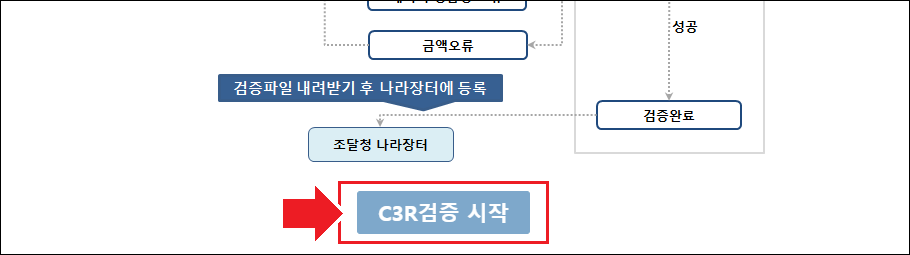 금액오류
성공
검증파일 내려받기 후 나라장터에 등록
검증완료
조달청 나라장터
C3R검증 시작